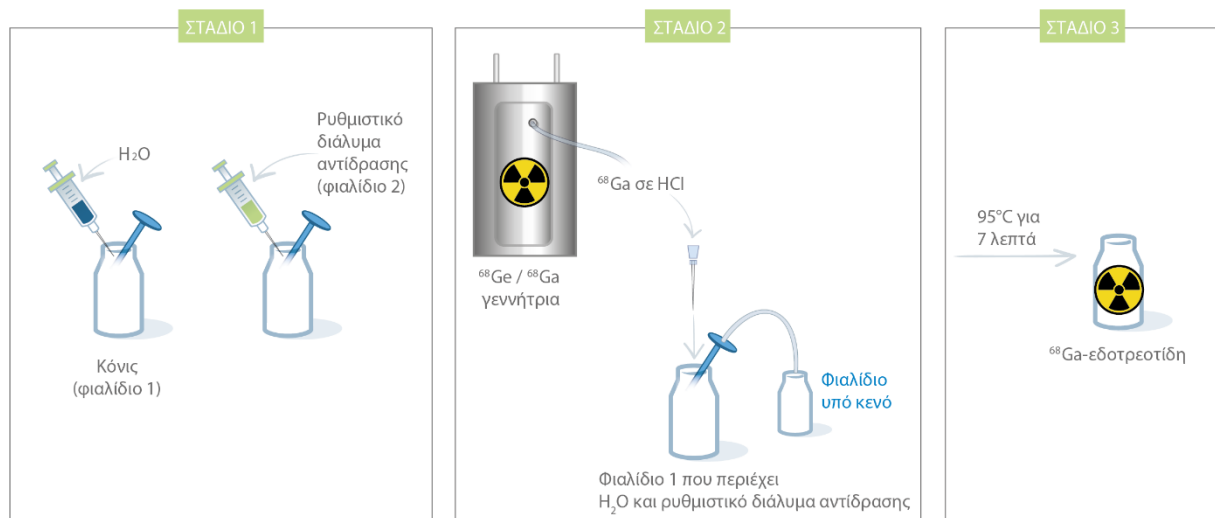 ΣΤΑΔΙΟ 1
H₂O
Ρυθμιστικό
διάλυμα
αντίδρασης
(φιαλίδιο 2)
Κόνις
(φιαλίδιο 1)
ΣΤΑΔΙΟ 2
⁶⁸Ga σε HCl
⁶⁸Ge / ⁶⁸Ga
γεννήτρια
Φιαλίδιο
υπό κενό
Φιαλίδιο 1 που περιέχει
H₂O και ρυθμιστικό διάλυμα αντίδρασης
ΣΤΑΔΙΟ 3
95°C για
7 λεπτά
⁶⁸Ga-εδοτρεοτίδη